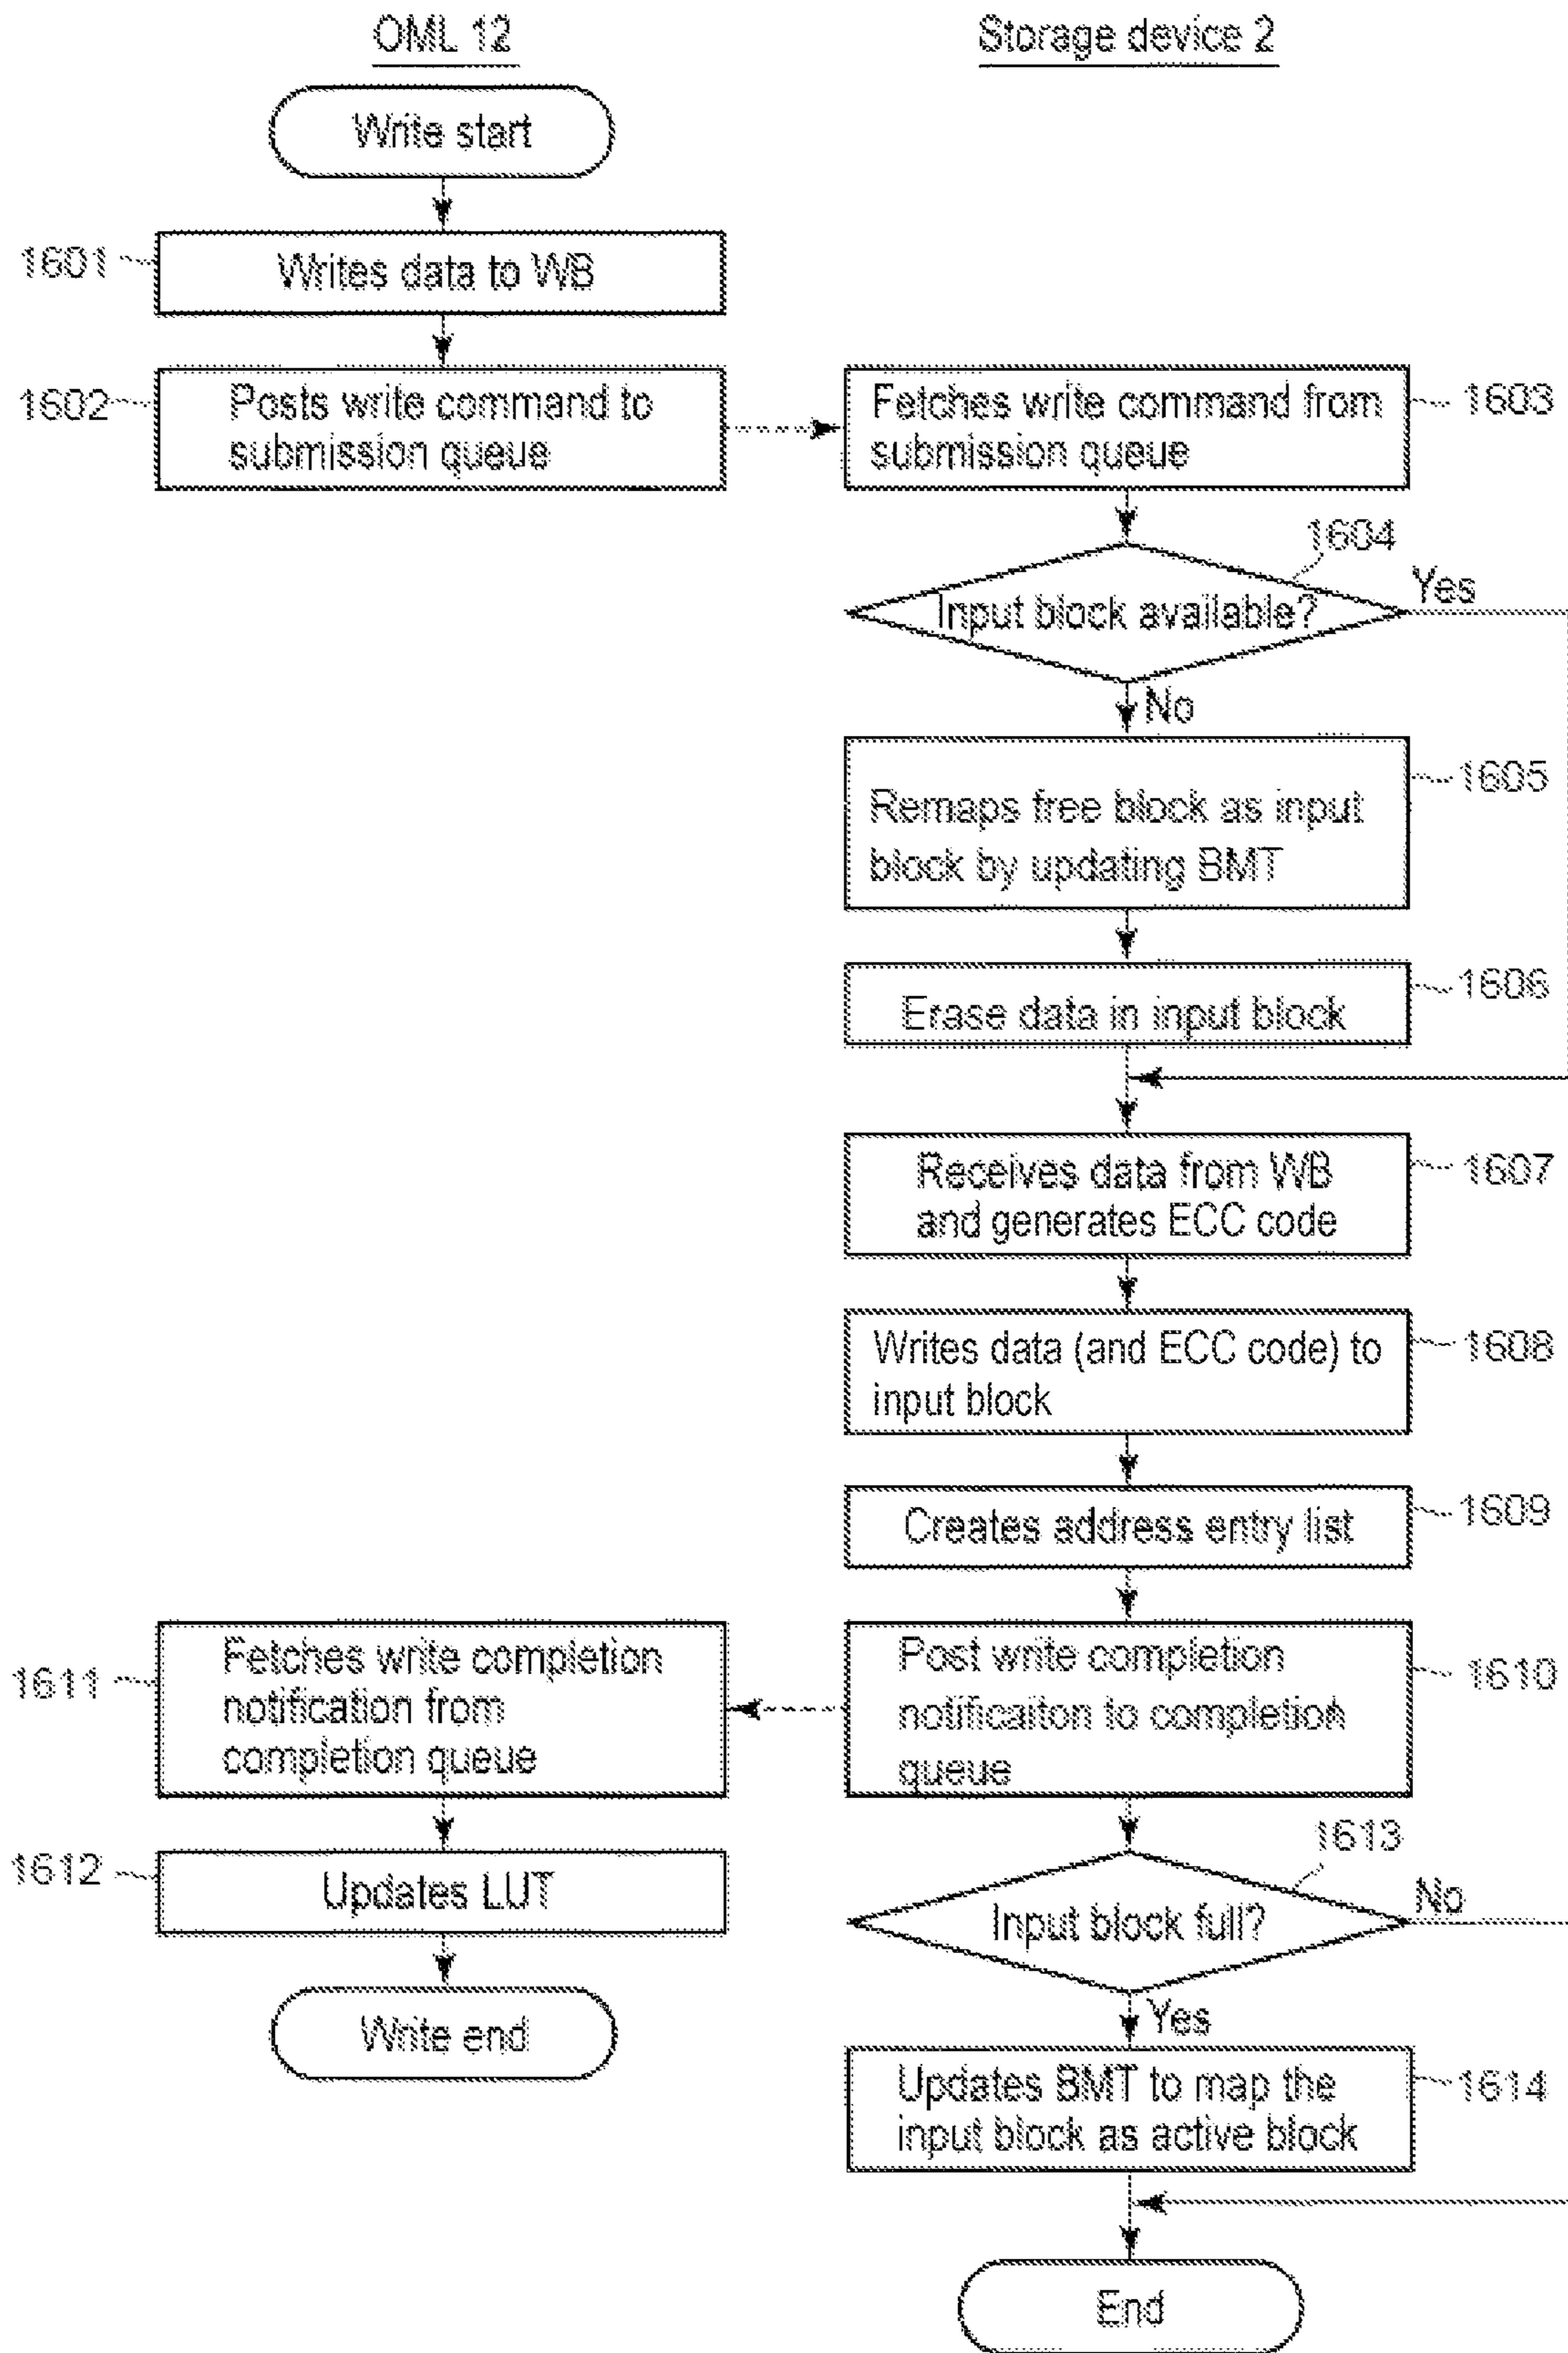 OML 12
Storage device 2
Write start
1601
Writes data to WB
1602
Posts write command to
submission queue
Fetches write command from
submission queue
1603
1604
Input block available?
Yes
No
Remaps free block as input
block by updating BMT
1605
Erase data in input block
1606
Receives data from WB
and generates ECC code
1607
Writes data (and ECC code) to
input block
1608
Creates address entry list
1609
Post write completion
notificaiton to completion
queue
1610
1611
Fetches write completion
notification from
completion queue
1612
Updates LUT
Write end
1613
Input block full?
No
Yes
Updates BMT to map the
input block as active block
1614
End